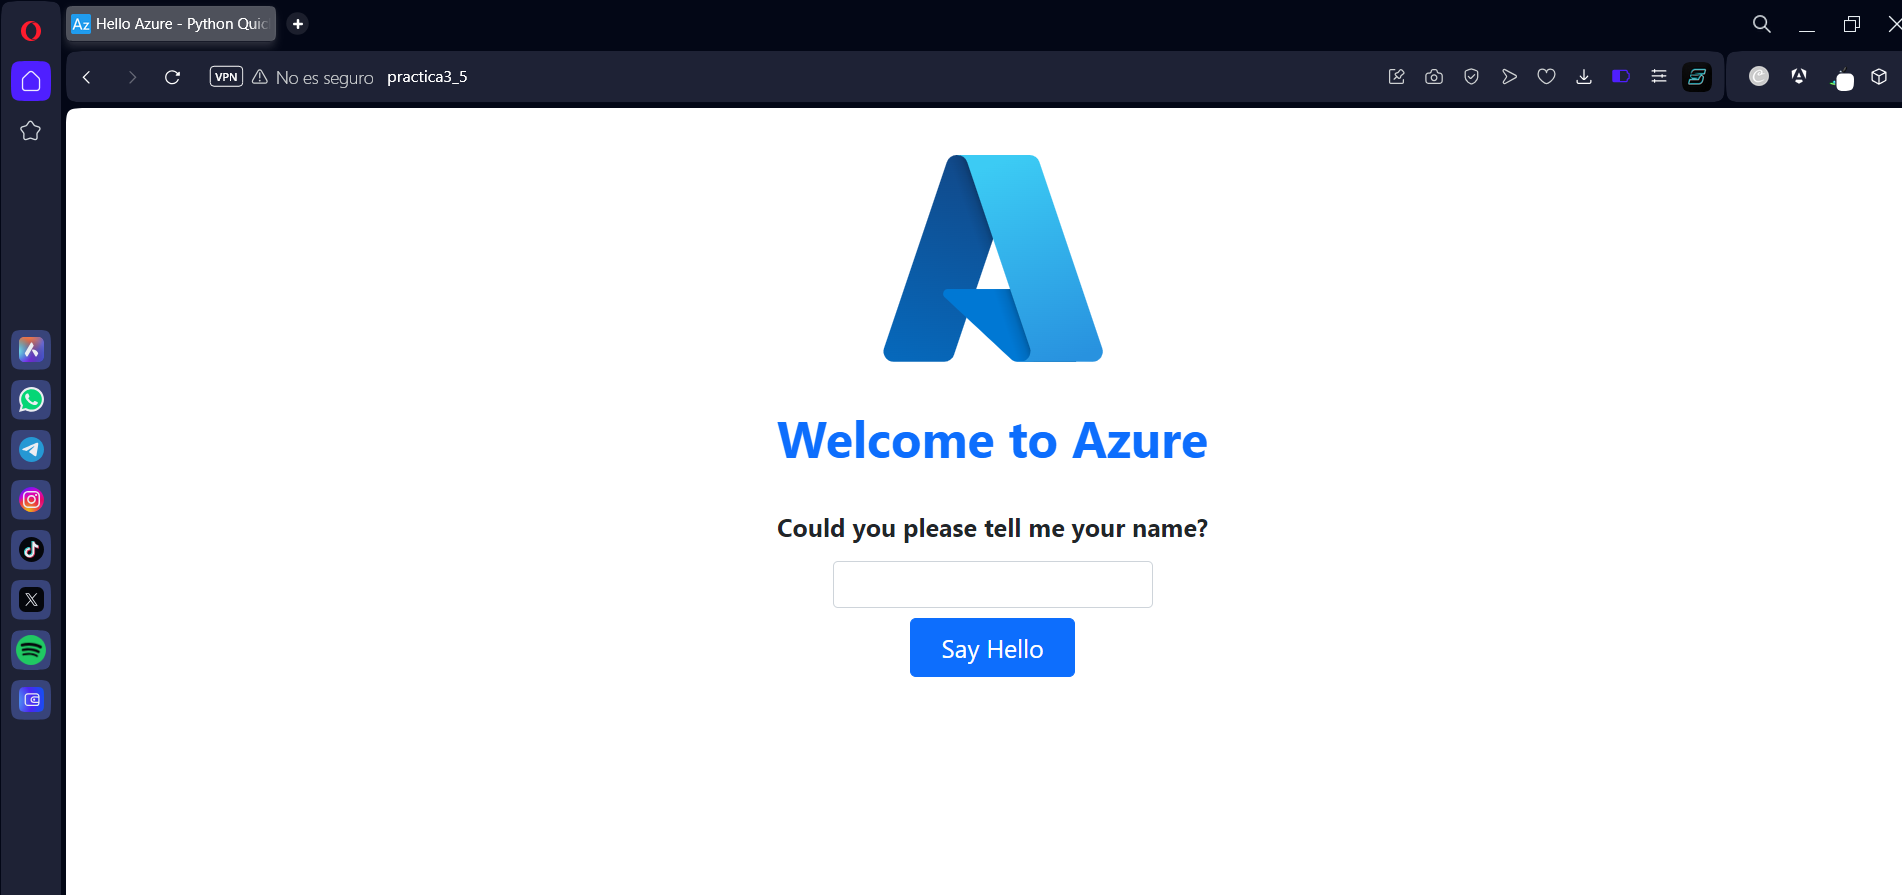 Az Hello Azure - Python Quic
VPN No es seguro practica3_5
Welcome to Azure
Could you please tell me your name?
Say Hello